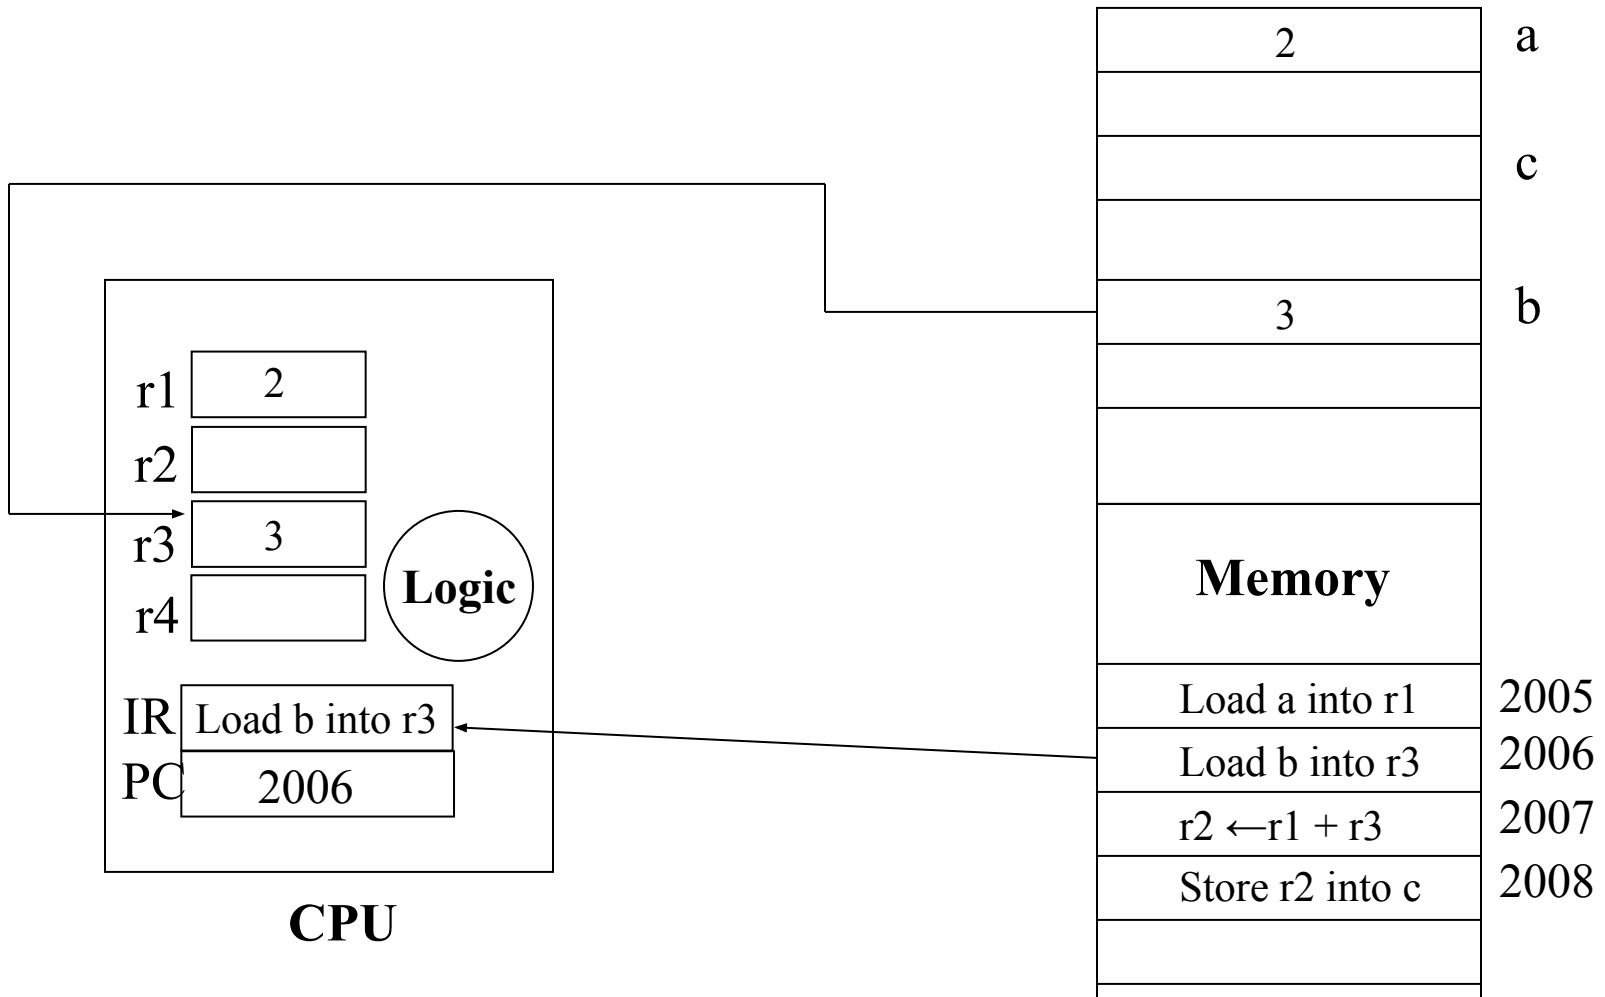 2 a
c
3 b
r1 2
r2
r3 3
r4
Logic
IR Load b into r3
PC 2006
CPU
Memory
Load a into r1 2005
Load b into r3 2006
r2 ←r1 + r3 2007
Store r2 into c 2008